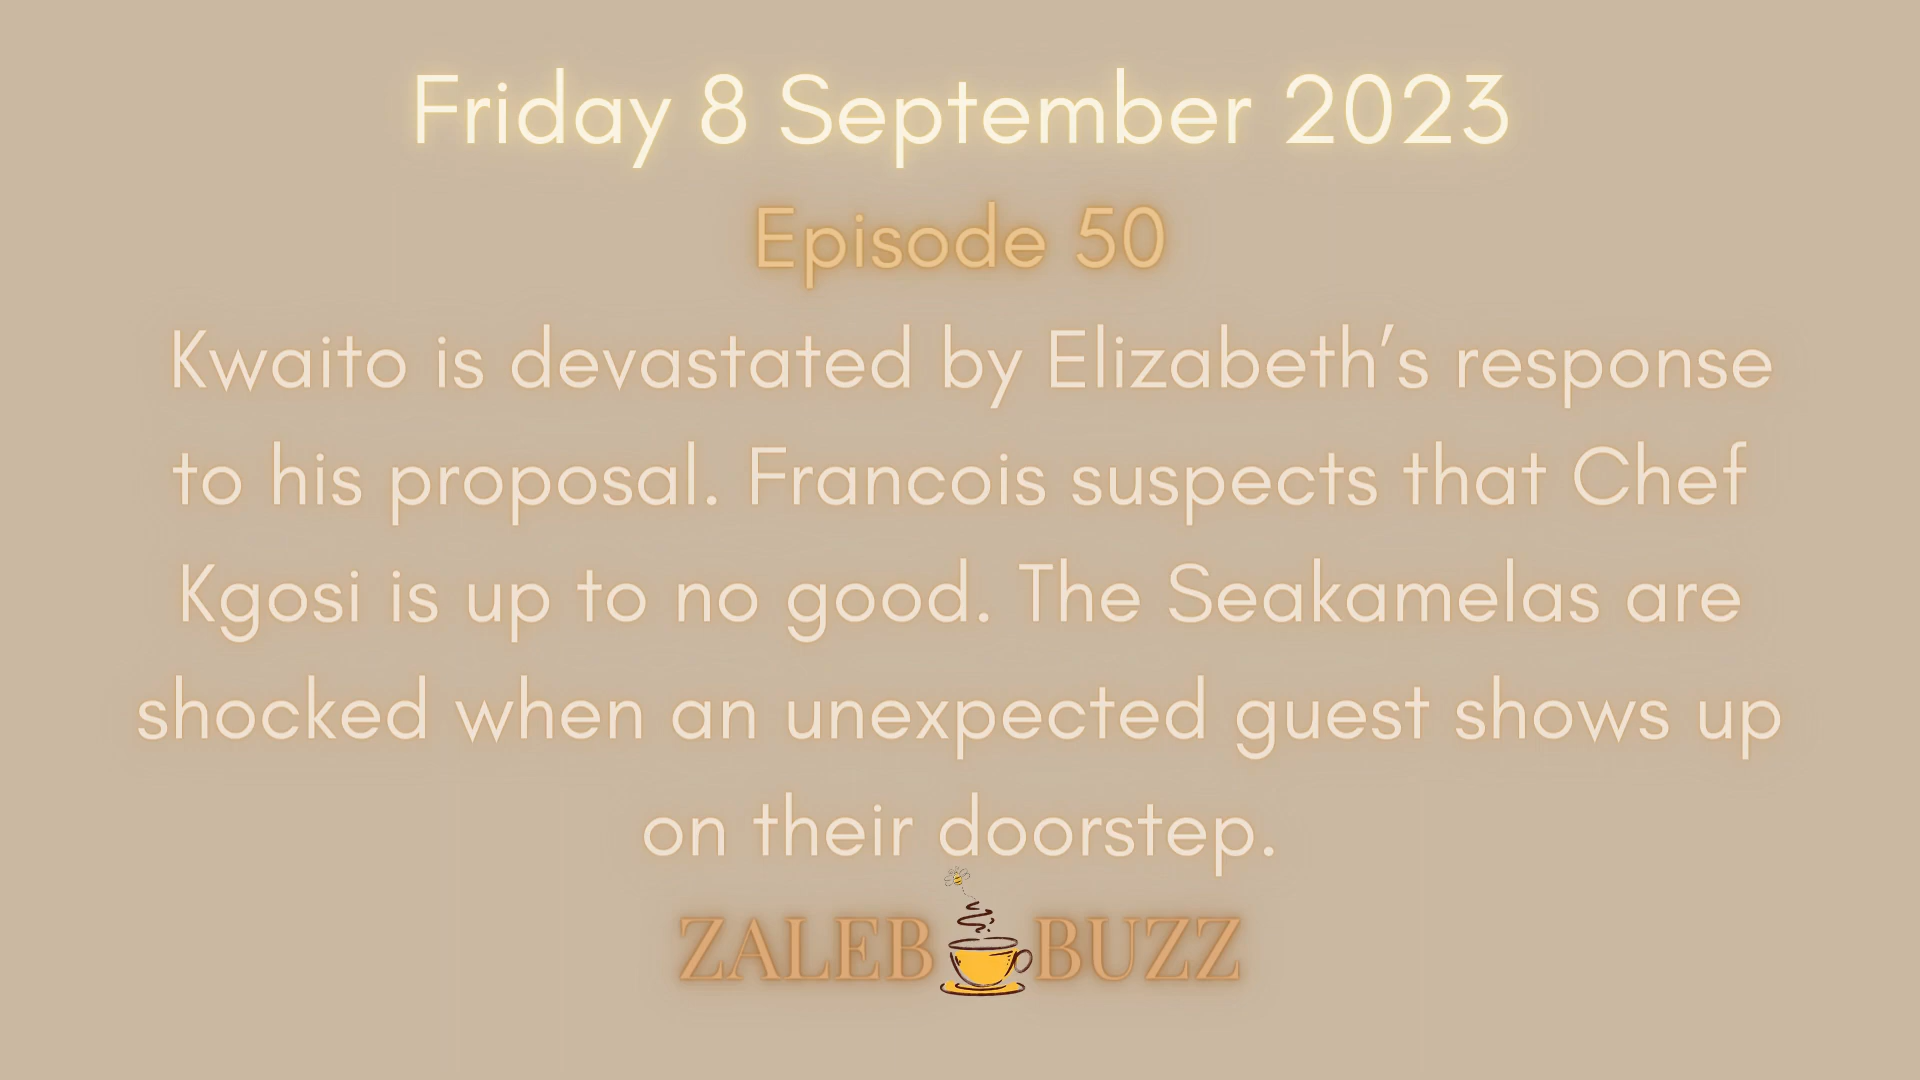 Friday 8 September 2023
Episode 50
Kwaito is devastated by Elizabeth’s response
to his proposal. Francois suspects that Chef
Kgosi is up to no good. The Seakamelas are
shocked when an unexpected guest shows up
on their doorstep.
ZALEB BUZZ